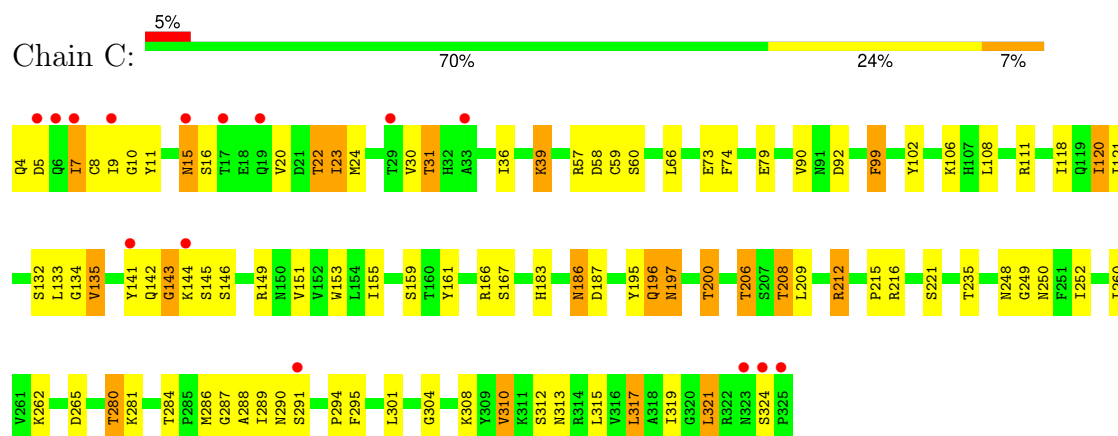 5%
Chain C:
70% 24% 7%
Q4 D5 Q6 I7 C8 I9 G10 Y11 N15 S16 T17 E18 Q19 V20 D21 T22 I23 M24 T29 V30 T31 H32 A33 I36 K39 R57 D58 C59 S60 L66 E73 F74 E79 V90 N91 D92 F99 Y102 K106 H107 L108 R111 I118 Q119 I120
S132 L133 G134 V135 Y141 Q142 G143 K144 S145 S146 R149 N150 V151 V152 W153 L154 I155 S159 T160 Y161 R166 S167 H183 N186 D187 Y195 Q196 N197 T200 T206 S207 T208 L209 R212 P215 R216 S221 T235 N248 G249 N250 F251 I252 I260
V261 K262 D265 T280 K281 T284 P285 M286 G287 A288 I289 N290 S291 P294 F295 L301 G304 K308 Y309 V310 K311 S312 N313 R314 L315 V316 L317 A318 I319 G320 L321 R322 N323 S324 P325